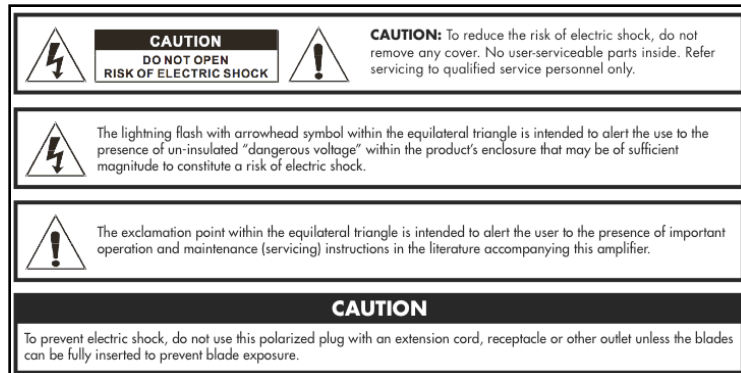 CAUTION
DO NOT OPEN
RISK OF ELECTRIC SHOCK
CAUTION: To reduce the risk of electric shock, do not
remove any cover. No user-serviceable parts inside. Refer
servicing to qualified service personnel only.
The lightning flash with arrowhead symbol within the equilateral triangle is intended to alert the use to the
presence of un-insulated “dangerous voltage” within the product’s enclosure that may be of sufficient
magnitude to constitute a risk of electric shock.
The exclamation point within the equilateral triangle is intended to alert the user to the presence of important
operation and maintenance (servicing) instructions in the literature accompanying this amplifier.
CAUTION
To prevent electric shock, do not use this polarized plug with an extension cord, receptacle or other outlet unless the blades
can be fully inserted to prevent blade exposure.